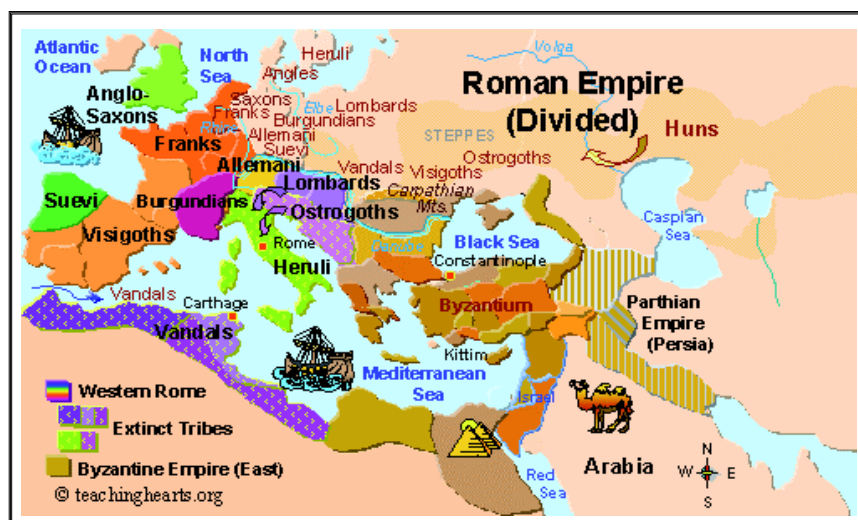 Atlantic
Ocean
North
Sea
Heruli
Angles
Volga
Roman Empire
(Divided)
Anglo-
Saxons
Saxons
Franks
Elbe
Lombards
Burgundians
Rhine
Franks
Allemani
Suevi
STEPPES
Huns
Allemani
Vandals
Visigoths
Ostrogoths
Lombards
Carpathian
Mts.
Suevi
Burgundians
Ostrogoths
Visigoths
Rome
Danube
Black Sea
Constantinople
Caspian
Sea
Heruli
Vandals
Carthage
Byzantium
Parthian
Empire
(Persia)
Vandals
Kittim
Mediterranean
Sea
Israel
Western Rome
Extinct Tribes
Byzantine Empire (East)
© teachinghearts.org
Red
Sea
Arabia
N
W E
S